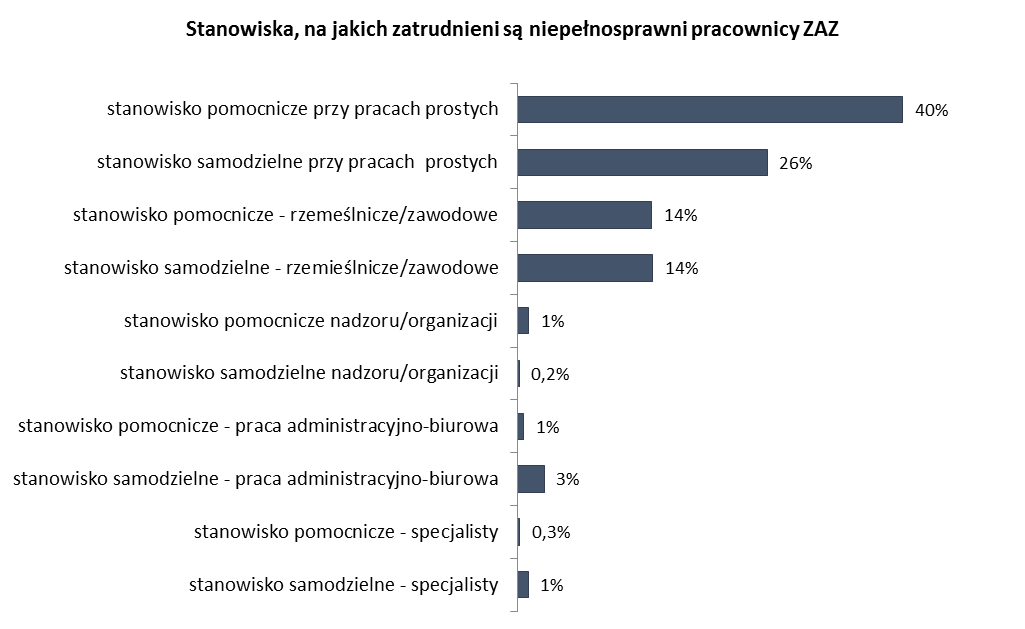 Stanowiska, na jakich zatrudnieni są niepełnosprawni pracownicy ZAZ
stanowisko pomocnicze przy pracach prostych 40%
stanowisko samodzielne przy pracach prostych 26%
stanowisko pomocnicze - rzemeślnicze/zawodowe 14%
stanowisko samodzielne - rzemieślnicze/zawodowe 14%
stanowisko pomocnicze nadzoru/organizacji 1%
stanowisko samodzielne nadzoru/organizacji 0,2%
stanowisko pomocnicze - praca administracyjno-biurowa 1%
stanowisko samodzielne - praca administracyjno-biurowa 3%
stanowisko pomocnicze - specjalisty 0,3%
stanowisko samodzielne - specjalisty 1%